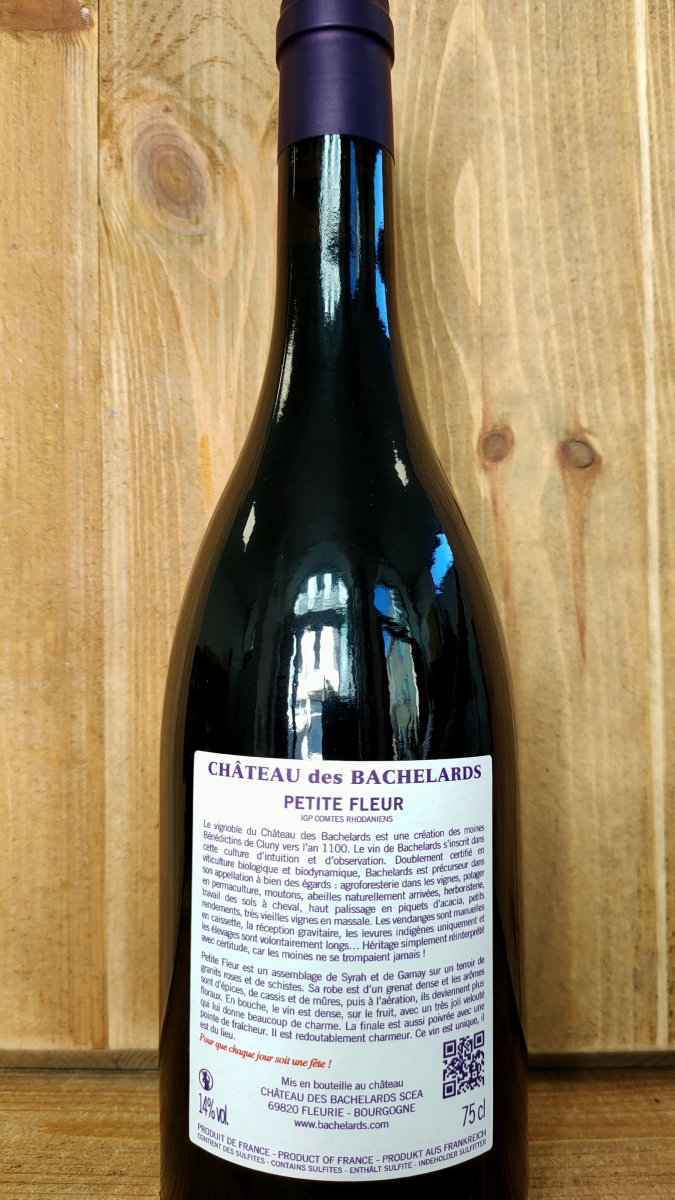 CHÂTEAU des BACHELARDS
PETITE FLEUR
IGP COMTES RHODANIENS
Le vignoble du Château des Bachelards est une création des moines
Bénédictins de Cluny vers l'an 1100. Le vin de Bachelards s'inscrit dans
cette culture d'intuition et d'observation. Doublement certifié en
viticulture biologique et biodynamique, Bachelards est précurseur dans
son appellation à bien des égards : agroforesterie dans les vignes, potager
en permaculture, moutons, abeilles naturellement arrivées, herboristerie,
travail des sols à cheval, haut palissage en piquets d'acacia, petits
rendements, très vieilles vignes en massale. Les vendanges sont manuelles
en caissette, la réception gravitaire, les levures indigènes uniquement et
les élevages sont volontairement longs... Héritage simplement réinterprété
avec certitude, car les moines ne se trompaient jamais !
Petite Fleur est un assemblage de Syrah et de Gamay sur un terroir de
granits roses et de schistes. Sa robe est d'un grenat dense et les arômes
sont d'épices, de cassis et de mûres, puis à l'aération, ils deviennent plus
floraux. En bouche, le vin est dense, sur le fruit, avec un très joli velouté
qui lui donne beaucoup de charme. La finale est aussi poivrée avec une
pointe de fraîcheur. Il est redoutablement charmeur. Ce vin est unique, il
est du lieu.
Pour que chaque jour soit une fête !
Mis en bouteille au château
CHÂTEAU DES BACHELARDS SCEA
69820 FLEURIE - BOURGOGNE
www.bachelards.com
14% vol.
75 cl
PRODUIT DE FRANCE - PRODUCT OF FRANCE - PRODUKT AUS FRANKREICH
CONTIENT DES SULFITES - CONTAINS SULFITES - ENTHÄLT SULFITE - INDEHOLDER SULFITTER